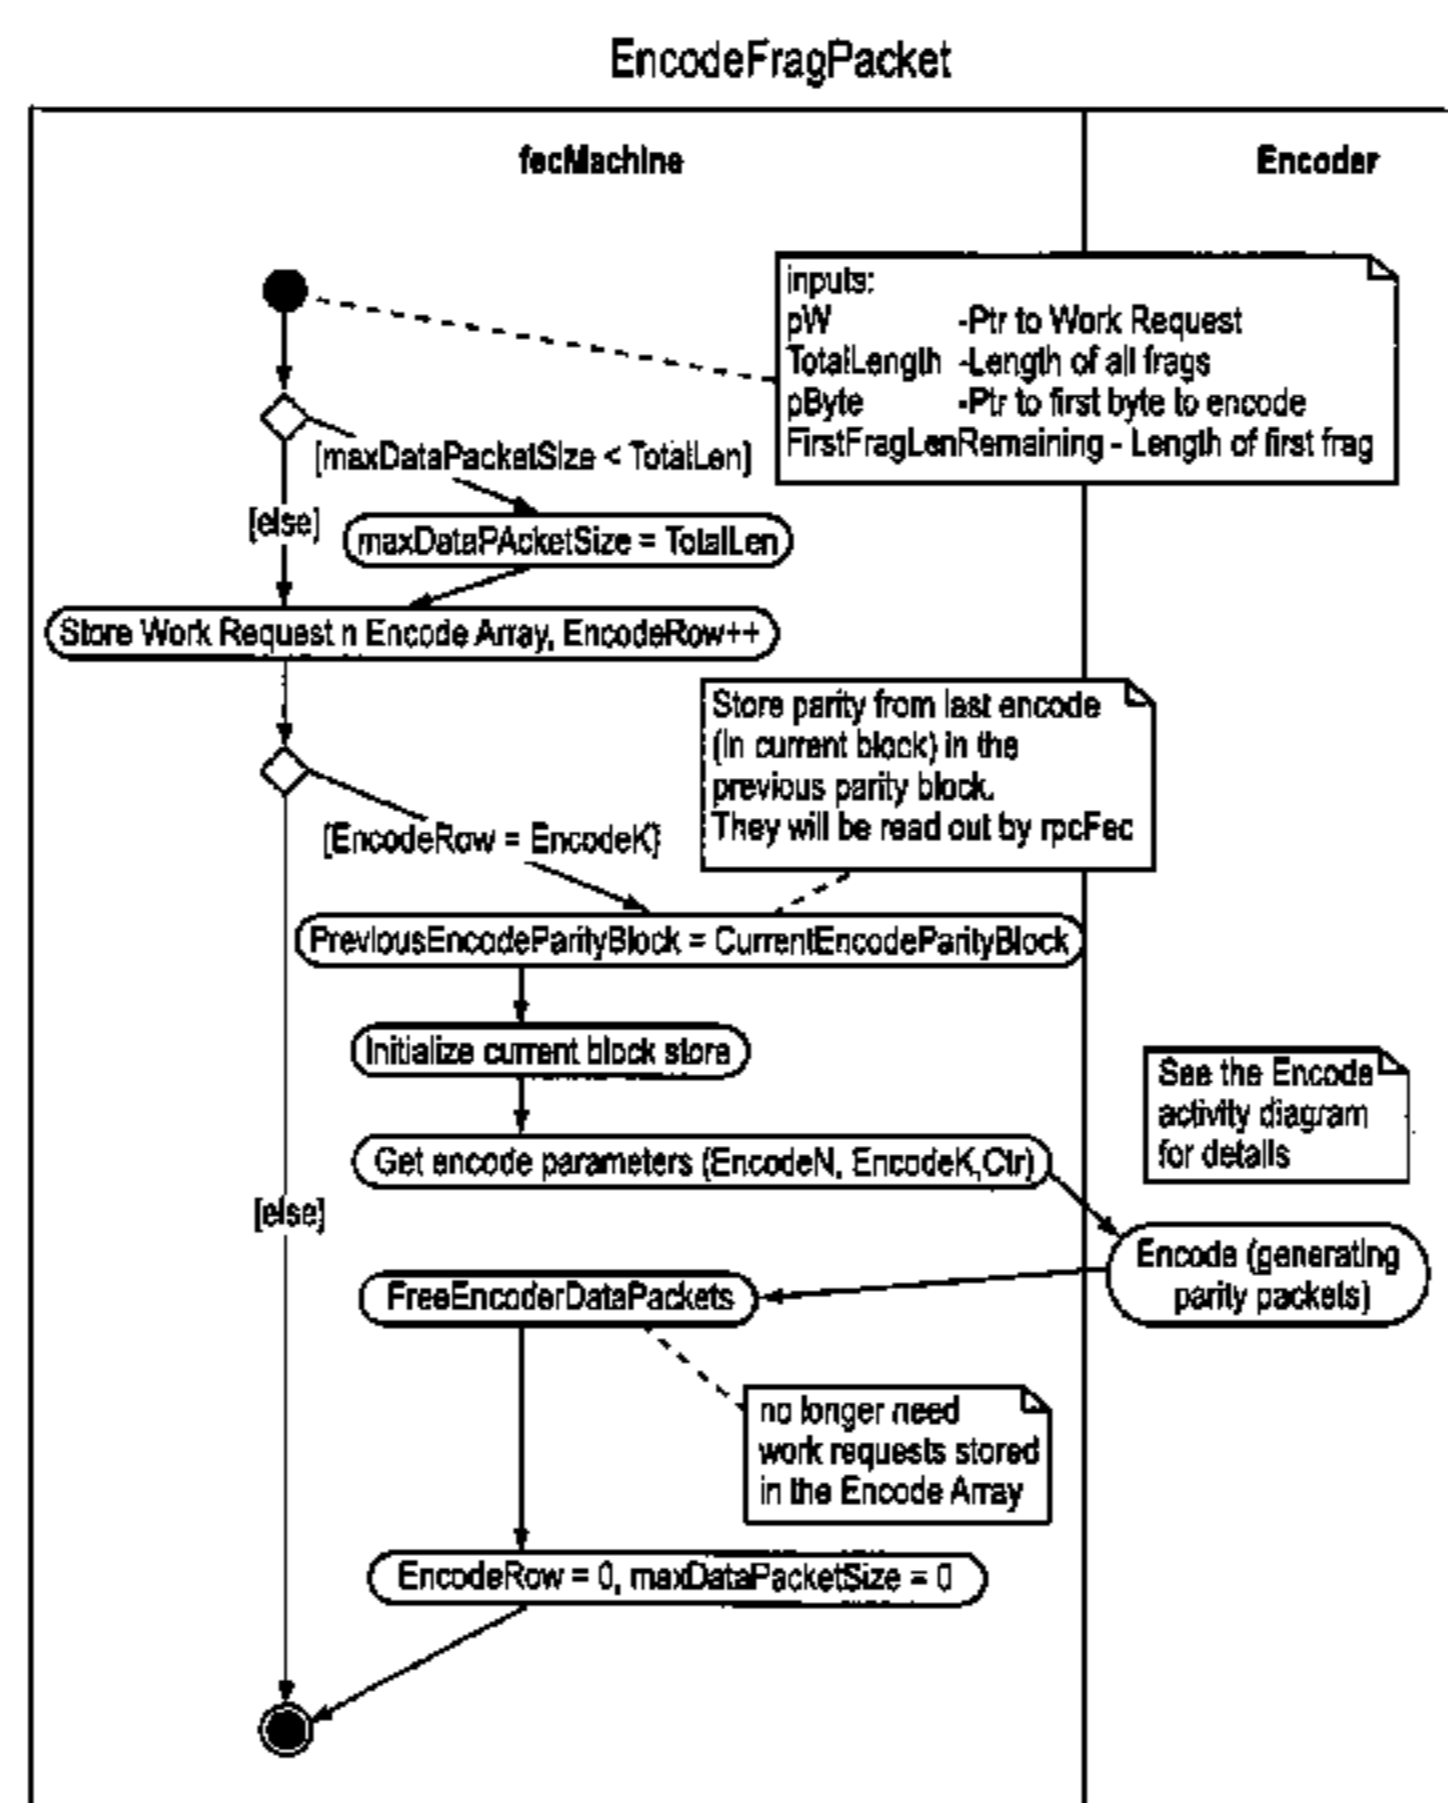 EncodeFragPacket
fecMachine
Encoder
inputs:
pW -Ptr to Work Request
TotalLength -Length of all frags
pByte -Ptr to first byte to encode
FirstFragLenRemaining - Length of first frag
[maxDataPacketSize < TotalLen]
[else]
maxDataPAcketSize = TotalLen
Store Work Request n Encode Array, EncodeRow++
Store parity from last encode
(in current block) in the
previous parity block.
They will be read out by rpcFec
[EncodeRow = EncodeK]
PreviousEncodeParityBlock = CurrentEncodeParityBlock
Initialize current block store
See the Encode
activity diagram
for details
Get encode parameters (EncodeN, EncodeK,Ctr)
[else]
Encode (generating
parity packets)
FreeEncoderDataPackets
no longer need
work requests stored
in the Encode Array
EncodeRow = 0, maxDataPacketSize = 0